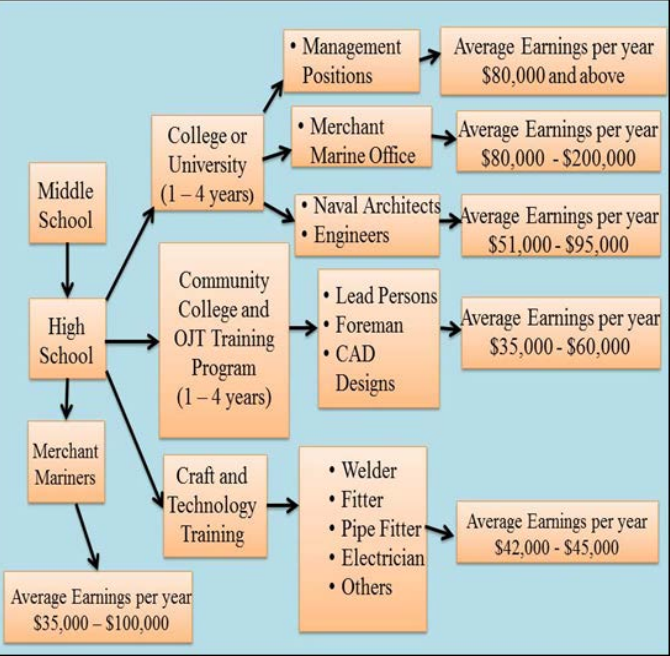 Middle
School
High
School
Merchant
Mariners
Average Earnings per year
$35,000 – $100,000
College or
University
(1 – 4 years)
• Management
Positions
Average Earnings per year
$80,000 and above
• Merchant
Marine Office
Average Earnings per year
$80,000 - $200,000
• Naval Architects
• Engineers
Average Earnings per year
$51,000 - $95,000
Community
College and
OJT Training
Program
(1 – 4 years)
• Lead Persons
• Foreman
• CAD
Designs
Average Earnings per year
$35,000 - $60,000
Craft and
Technology
Training
• Welder
• Fitter
• Pipe Fitter
• Electrician
• Others
Average Earnings per year
$42,000 - $45,000